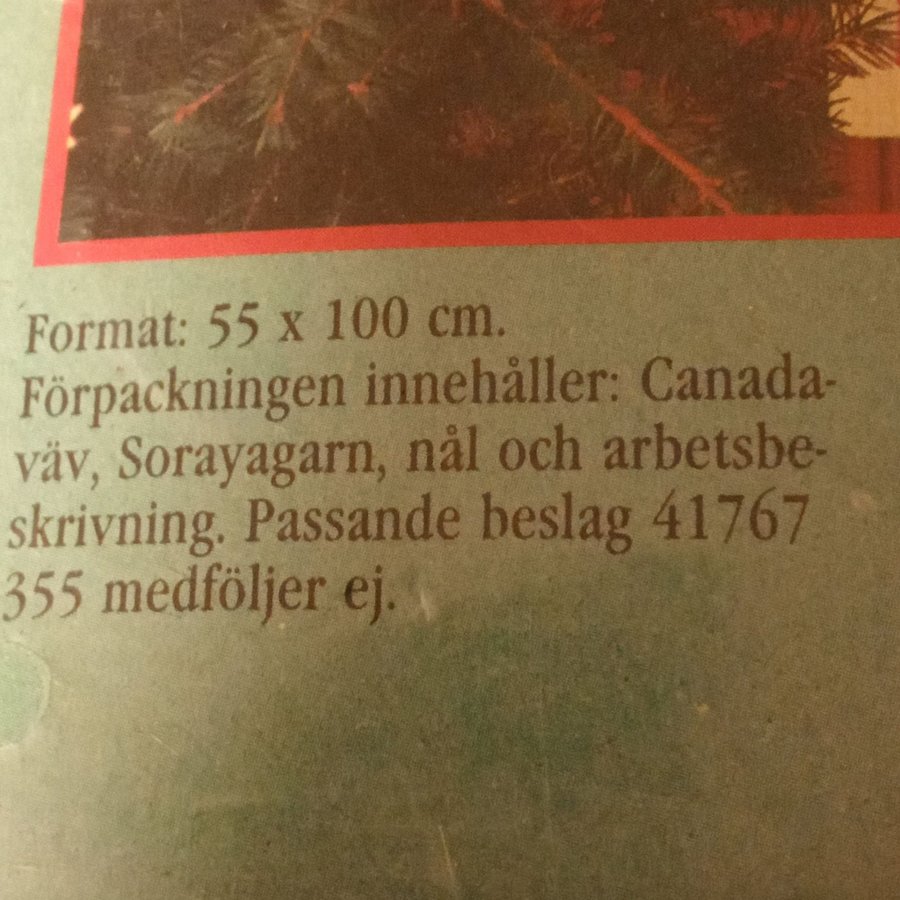 Format: 55 x 100 cm.
Förpackningen innehåller: Canada-
väv, Sorayagarn, nål och arbetsbe-
skrivning. Passande beslag 41767
355 medföljer ej.